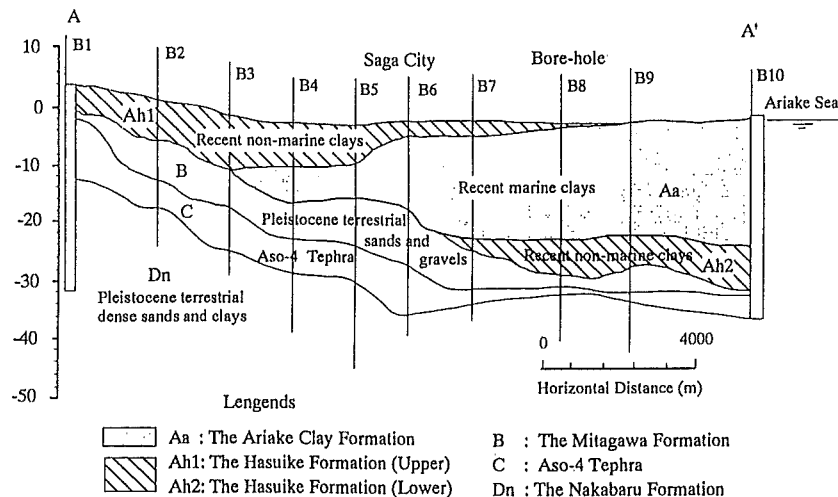 A
A'
10
0
-10
-20
-30
-40
-50
B1
B2
B3
B4
Saga City
B5
B6
B7
Bore-hole
B8
B9
B10
Ariake Sea
Ah1
Recent non-marine clays
B
C
Recent marine clays
Aa
Pleistocene terrestrial
sands and
gravels
Aso-4 Tephra
Recent non-marine clays
Ah2
Dn
Pleistocene terrestrial
dense sands and clays
0 4000
Horizontal Distance (m)
Lengends
Aa : The Ariake Clay Formation
Ah1: The Hasuike Formation (Upper)
Ah2: The Hasuike Formation (Lower)
B : The Mitagawa Formation
C : Aso-4 Tephra
Dn : The Nakabaru Formation